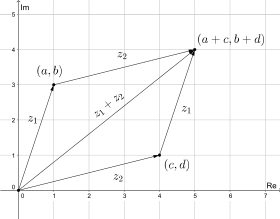 Im
5
(a + c, b + d)
4
z₂
(a, b)
3
z₁ + z₂
2
z₁
z₁
1
(c, d)
z₂
0
0 1 2 3 4 5 6 7
Re